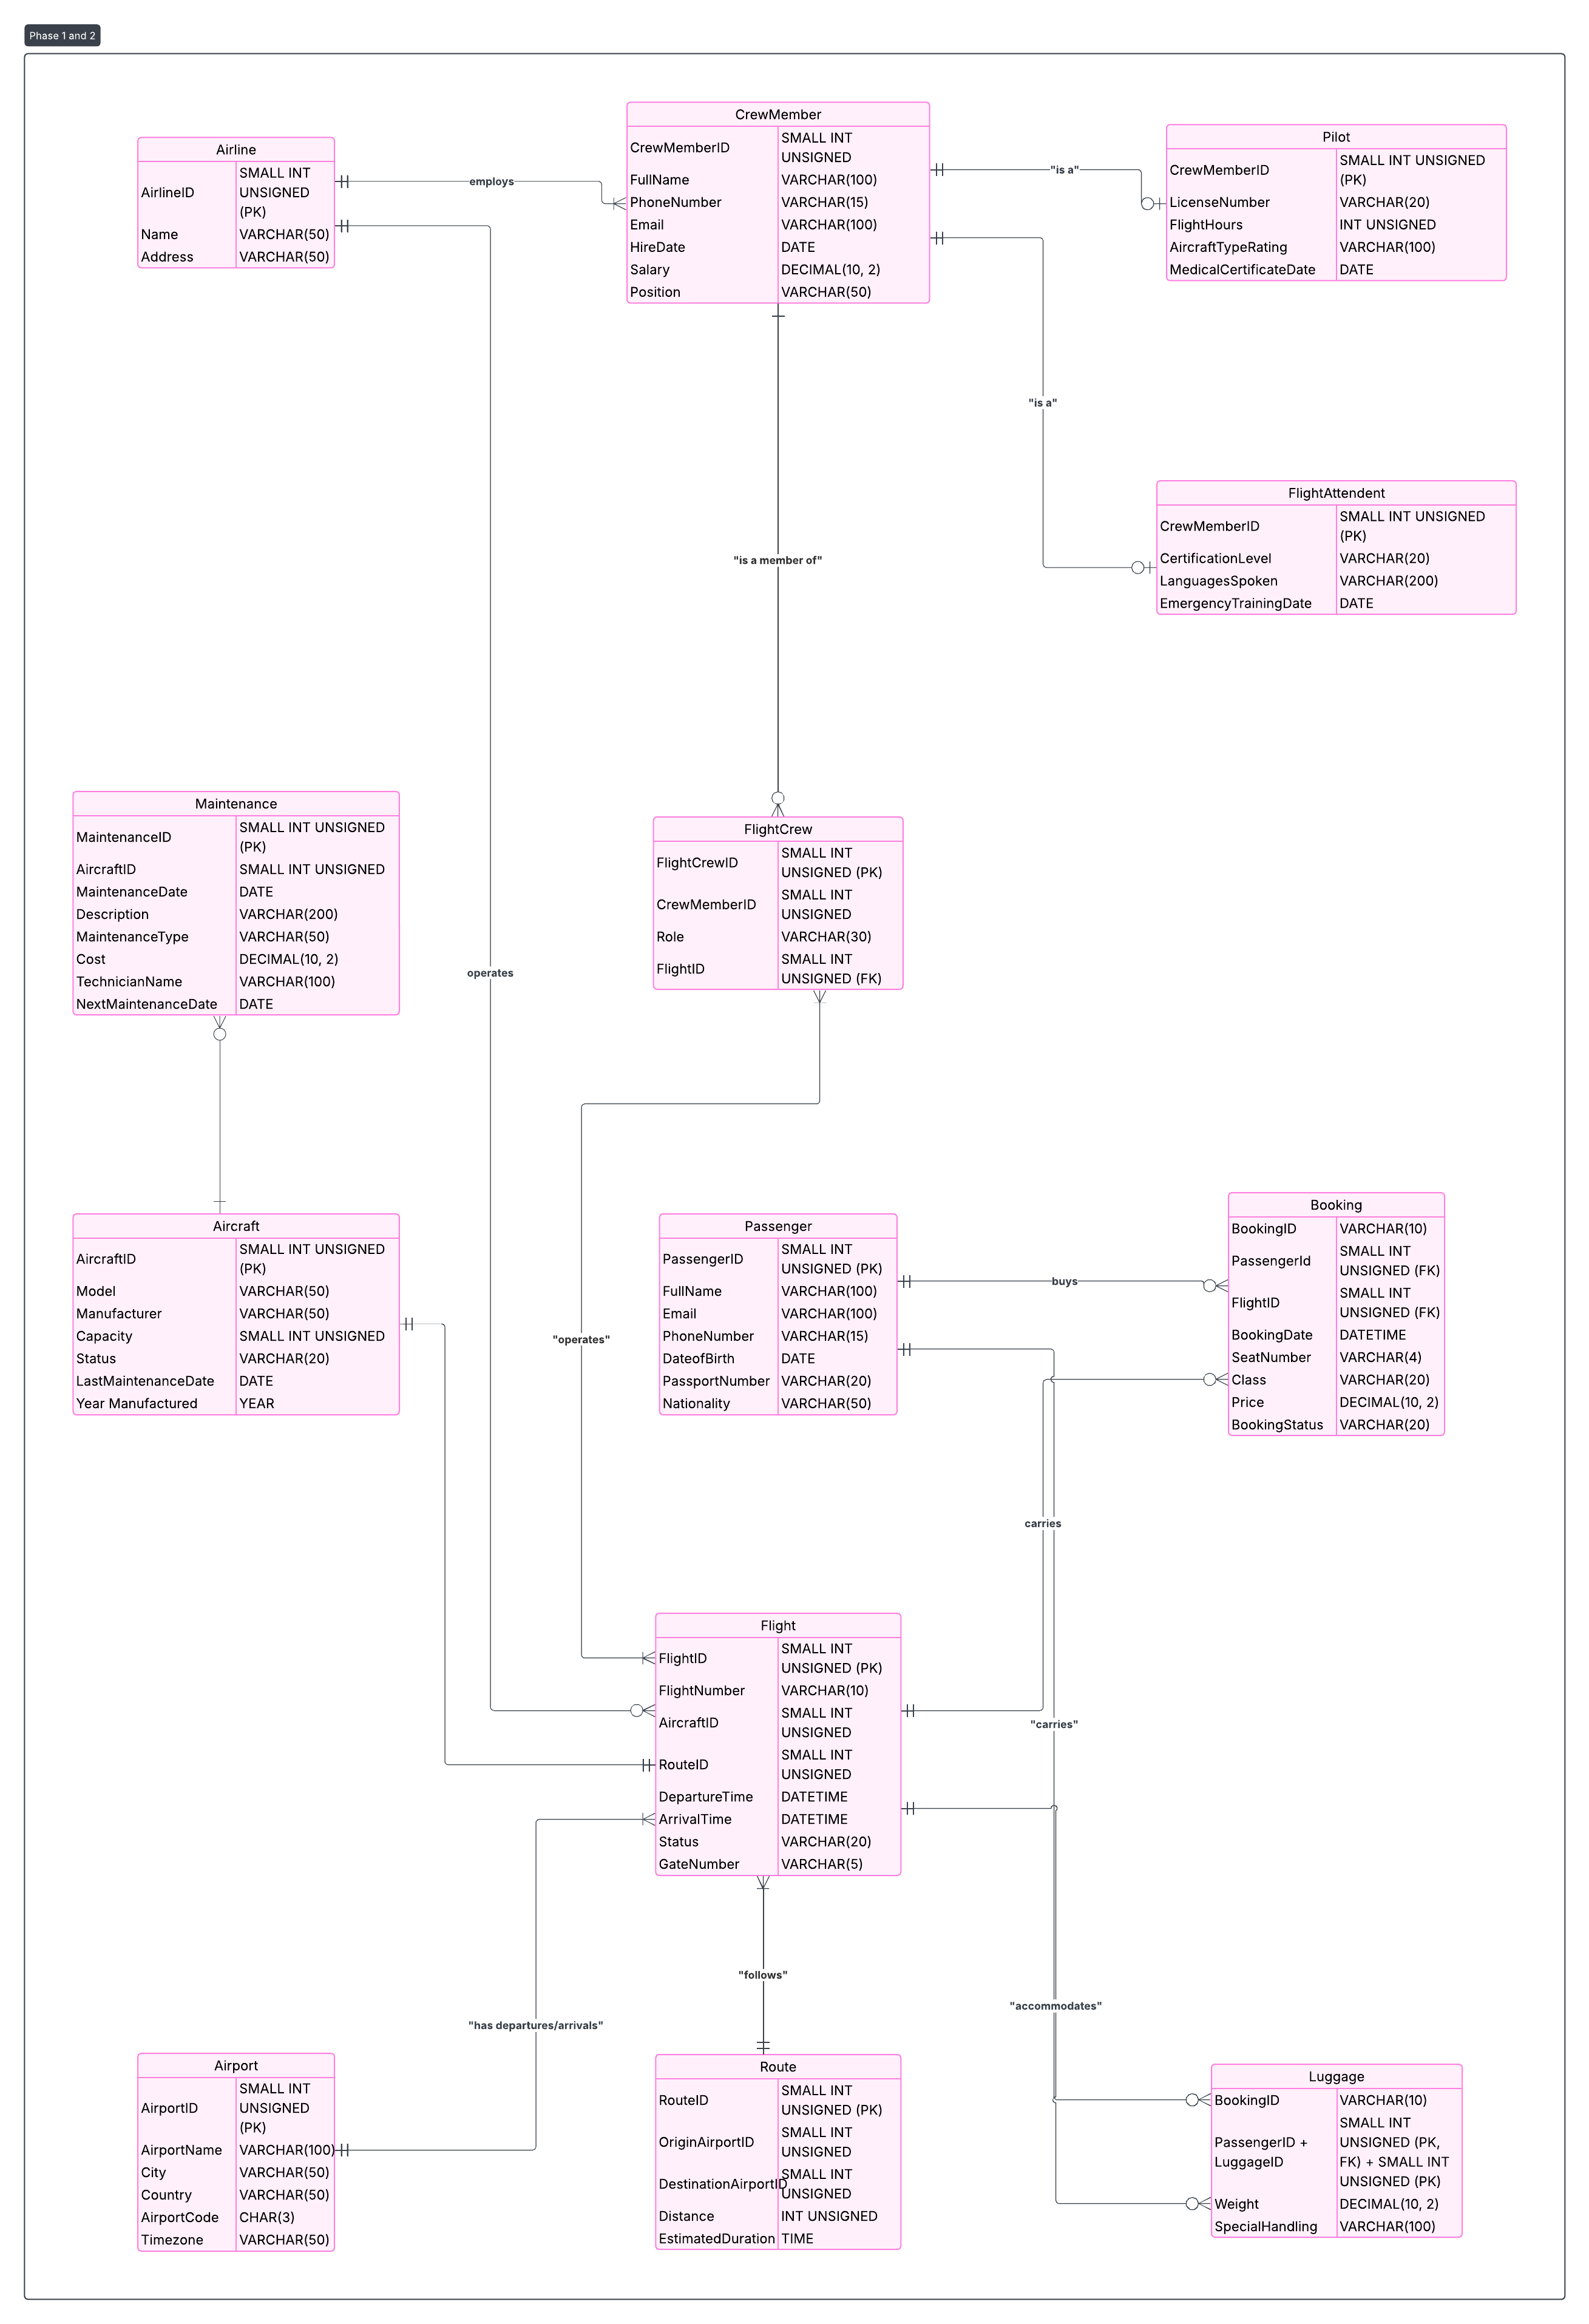 Phase 1 and 2
Airline
AirlineID
SMALL INT
UNSIGNED
(PK)
Name
VARCHAR(50)
Address
VARCHAR(50)
employs
CrewMember
CrewMemberID
SMALL INT
UNSIGNED
FullName
VARCHAR(100)
PhoneNumber
VARCHAR(15)
Email
VARCHAR(100)
HireDate
DATE
Salary
DECIMAL(10, 2)
Position
VARCHAR(50)
"is a"
Pilot
CrewMemberID
SMALL INT UNSIGNED
(PK)
LicenseNumber
VARCHAR(20)
FlightHours
INT UNSIGNED
AircraftTypeRating
VARCHAR(100)
MedicalCertificateDate
DATE
"is a"
FlightAttendent
CrewMemberID
SMALL INT UNSIGNED
(PK)
CertificationLevel
VARCHAR(20)
LanguagesSpoken
VARCHAR(200)
EmergencyTrainingDate
DATE
"is a member of"
Maintenance
MaintenanceID
SMALL INT UNSIGNED
(PK)
AircraftID
SMALL INT UNSIGNED
MaintenanceDate
DATE
Description
VARCHAR(200)
MaintenanceType
VARCHAR(50)
Cost
DECIMAL(10, 2)
TechnicianName
VARCHAR(100)
NextMaintenanceDate
DATE
operates
FlightCrew
FlightCrewID
SMALL INT
UNSIGNED (PK)
CrewMemberID
SMALL INT
UNSIGNED
Role
VARCHAR(30)
FlightID
SMALL INT
UNSIGNED (FK)
Aircraft
AircraftID
SMALL INT UNSIGNED
(PK)
Model
VARCHAR(50)
Manufacturer
VARCHAR(50)
Capacity
SMALL INT UNSIGNED
Status
VARCHAR(20)
LastMaintenanceDate
DATE
Year Manufactured
YEAR
"operates"
Passenger
PassengerID
SMALL INT
UNSIGNED (PK)
FullName
VARCHAR(100)
Email
VARCHAR(100)
PhoneNumber
VARCHAR(15)
DateofBirth
DATE
PassportNumber
VARCHAR(20)
Nationality
VARCHAR(50)
buys
Booking
BookingID
VARCHAR(10)
PassengerId
SMALL INT
UNSIGNED (FK)
FlightID
SMALL INT
UNSIGNED (FK)
BookingDate
DATETIME
SeatNumber
VARCHAR(4)
Class
VARCHAR(20)
Price
DECIMAL(10, 2)
BookingStatus
VARCHAR(20)
carries
Flight
FlightID
SMALL INT
UNSIGNED (PK)
FlightNumber
VARCHAR(10)
AircraftID
SMALL INT
UNSIGNED
RouteID
SMALL INT
UNSIGNED
DepartureTime
DATETIME
ArrivalTime
DATETIME
Status
VARCHAR(20)
GateNumber
VARCHAR(5)
"carries"
"follows"
"accommodates"
"has departures/arrivals"
Airport
AirportID
SMALL INT
UNSIGNED
(PK)
AirportName
VARCHAR(100)
City
VARCHAR(50)
Country
VARCHAR(50)
AirportCode
CHAR(3)
Timezone
VARCHAR(50)
Route
RouteID
SMALL INT
UNSIGNED (PK)
OriginAirportID
SMALL INT
UNSIGNED
DestinationAirportID
SMALL INT
UNSIGNED
Distance
INT UNSIGNED
EstimatedDuration
TIME
Luggage
BookingID
VARCHAR(10)
PassengerID +
LuggageID
SMALL INT
UNSIGNED (PK,
FK) + SMALL INT
UNSIGNED (PK)
Weight
DECIMAL(10, 2)
SpecialHandling
VARCHAR(100)